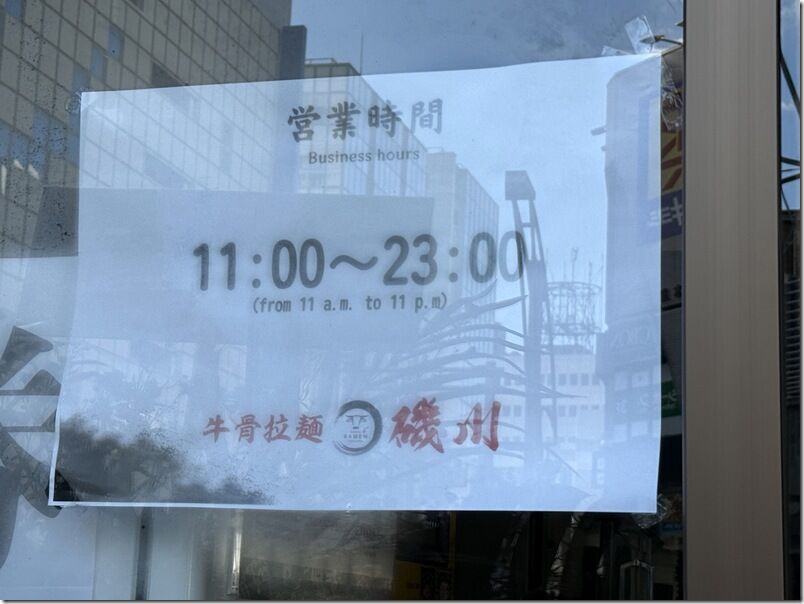 営業時間
Business hours
11:00～23:00
(from 11 a.m. to 11 p.m)
牛骨拉麺 RAMEN 磯川